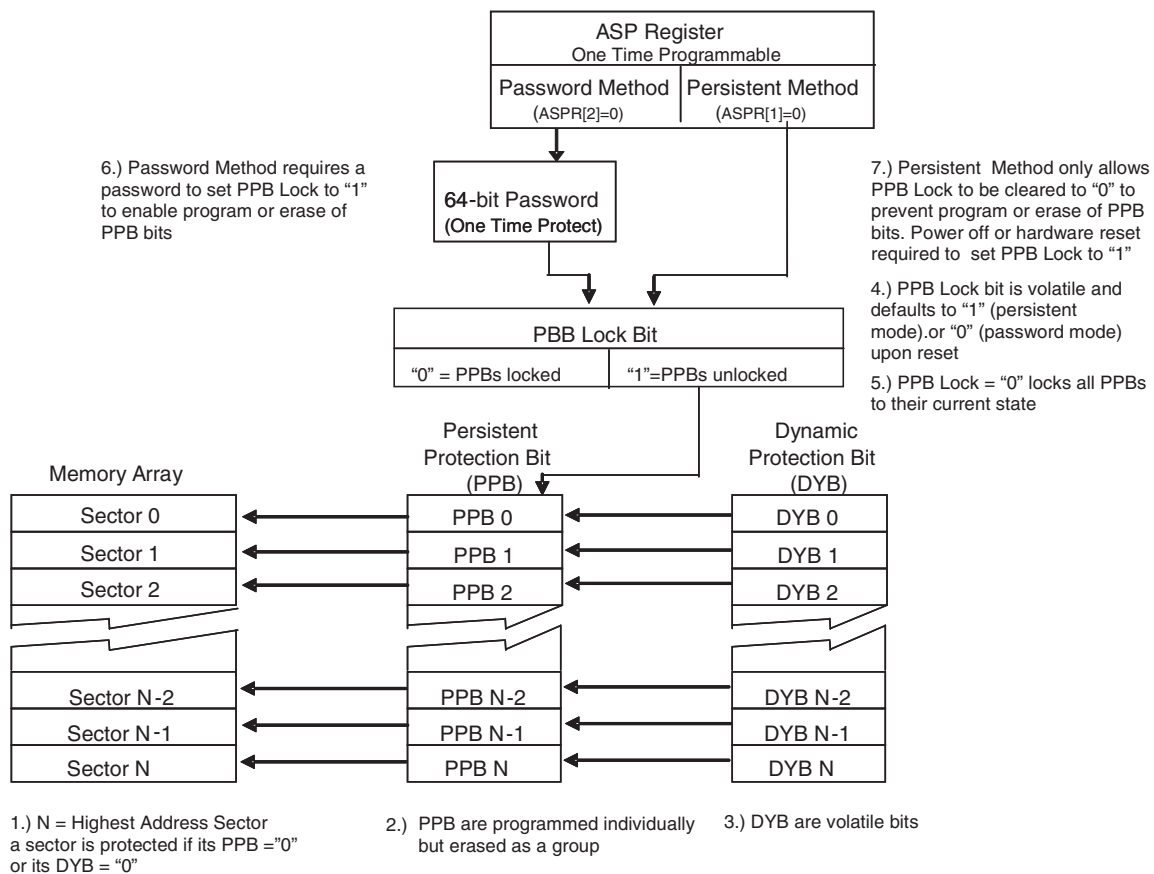 ASP Register
One Time Programmable
Password Method
(ASPR[2]=0)
Persistent Method
(ASPR[1]=0)
6.) Password Method requires a
password to set PPB Lock to “1”
to enable program or erase of
PPB bits
64-bit Password
(One Time Protect)
7.) Persistent Method only allows
PPB Lock to be cleared to “0” to
prevent program or erase of PPB
bits. Power off or hardware reset
required to set PPB Lock to “1”
4.) PPB Lock bit is volatile and
defaults to “1” (persistent
mode).or “0” (password mode)
upon reset
5.) PPB Lock = “0” locks all PPBs
to their current state
PBB Lock Bit
“0” = PPBs locked
“1”=PPBs unlocked
Memory Array
Sector 0
Sector 1
Sector 2
Sector N-2
Sector N-1
Sector N
Persistent
Protection Bit
(PPB)
PPB 0
PPB 1
PPB 2
PPB N-2
PPB N-1
PPB N
Dynamic
Protection Bit
(DYB)
DYB 0
DYB 1
DYB 2
DYB N-2
DYB N-1
DYB N
1.) N = Highest Address Sector
a sector is protected if its PPB =”0”
or its DYB = “0”
2.) PPB are programmed individually
but erased as a group
3.) DYB are volatile bits